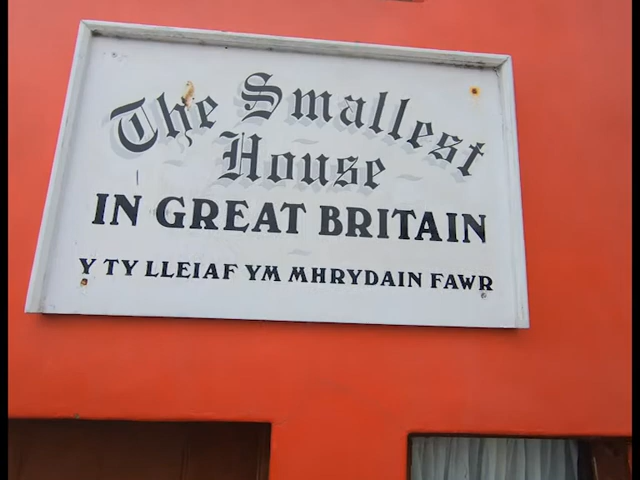 The Smallest
House
IN GREAT BRITAIN
Y TY LLEIAF YM MHRYDAIN FAWR